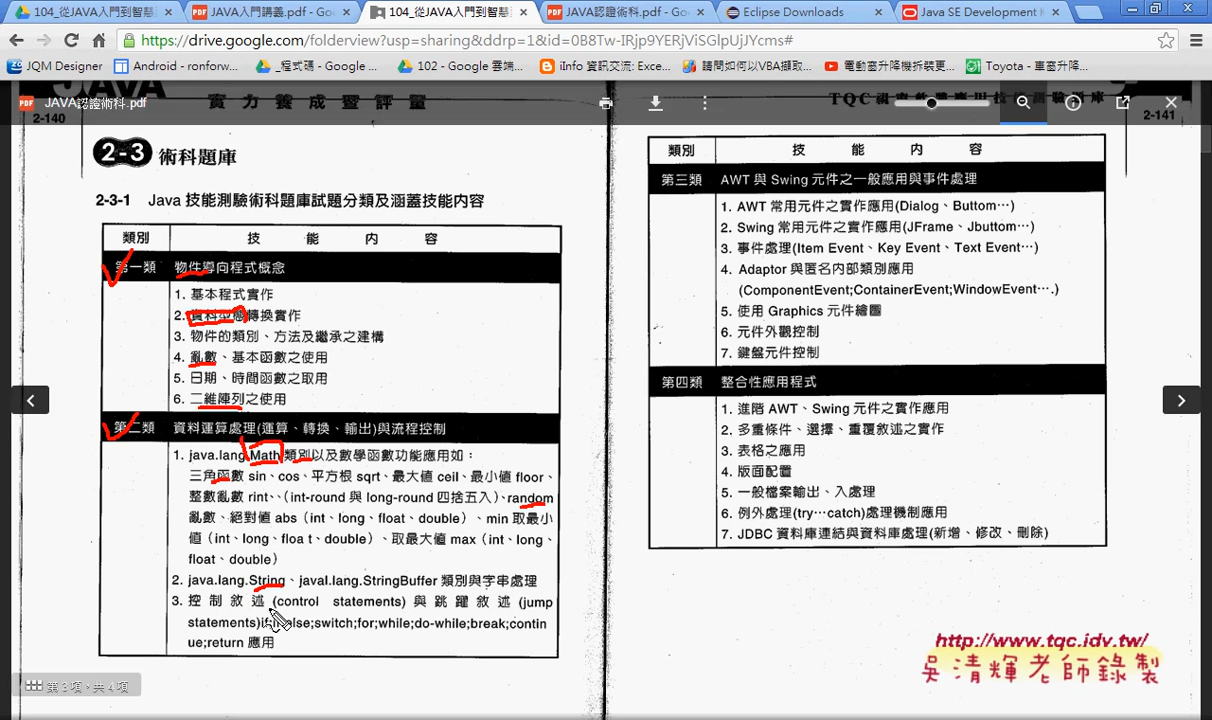 104_從JAVA入門到智慧
JAVA入門講義.pdf - Go
104_從JAVA入門到智慧
JAVA認證術科.pdf - Goo
Eclipse Downloads
Java SE Development
https://drive.google.com/folderview?usp=sharing&ddrp=1&id=0B8Tw-IRjp9YERjViSGlpUjJYcms#
JQM Designer
Android - ronforwor...
_程式碼 - Google ...
102 - Google 雲端...
iInfo 資訊交流: Exce...
請問如何以VBA擷取...
電動窗升降機拆裝更...
Toyota - 車窗升降...
JAVA
實力養成暨評量
JAVA認證術科.pdf
2-140
2-141
2-3 術科題庫
2-3-1 Java 技能測驗術科題庫試題分類及涵蓋技能內容
類別 技能內容
第一類 物件導向程式概念
1. 基本程式實作
2. 資料型態轉換實作
3. 物件的類別、方法及繼承之建構
4. 亂數、基本函數之使用
5. 日期、時間函數之取用
6. 二維陣列之使用
第二類 資料運算處理(運算、轉換、輸出)與流程控制
1. java.lang.Math類別以及數學函數功能應用如：
三角函數 sin、cos、平方根 sqrt、最大值 ceil、最小值 floor、
整數亂數 rint、、（int-round 與 long-round 四捨五入）、random
亂數、絕對值 abs（int、long、float、double）、min 取最小
值（int、long、floa t、double）、取最大值 max（int、long、
float、double）
2. java.lang.String、javal.lang.StringBuffer 類別與字串處理
3. 控制敘述(control statements)與跳躍敘述(jump
statements)if;else;switch;for;while;do-while;break;contin
ue;return 應用
第3項，共4項
類別 技能內容
第三類 AWT 與 Swing 元件之一般應用與事件處理
1. AWT 常用元件之實作應用(Dialog、Buttom…)
2. Swing 常用元件之實作應用(JFrame、Jbuttom…)
3. 事件處理(Item Event、Key Event、Text Event…)
4. Adaptor 與匿名內部類別應用
(ComponentEvent;ContainerEvent;WindowEvent….)
5. 使用 Graphics 元件繪圖
6. 元件外觀控制
7. 鍵盤元件控制
第四類 整合性應用程式
1. 進階 AWT、Swing 元件之實作應用
2. 多重條件、選擇、重覆敘述之實作
3. 表格之應用
4. 版面配置
5. 一般檔案輸出、入處理
6. 例外處理(try…catch)處理機制應用
7. JDBC 資料庫連結與資料庫處理(新增、修改、刪除)
http://www.tqc.idv.tw/
吳清輝老師錄製